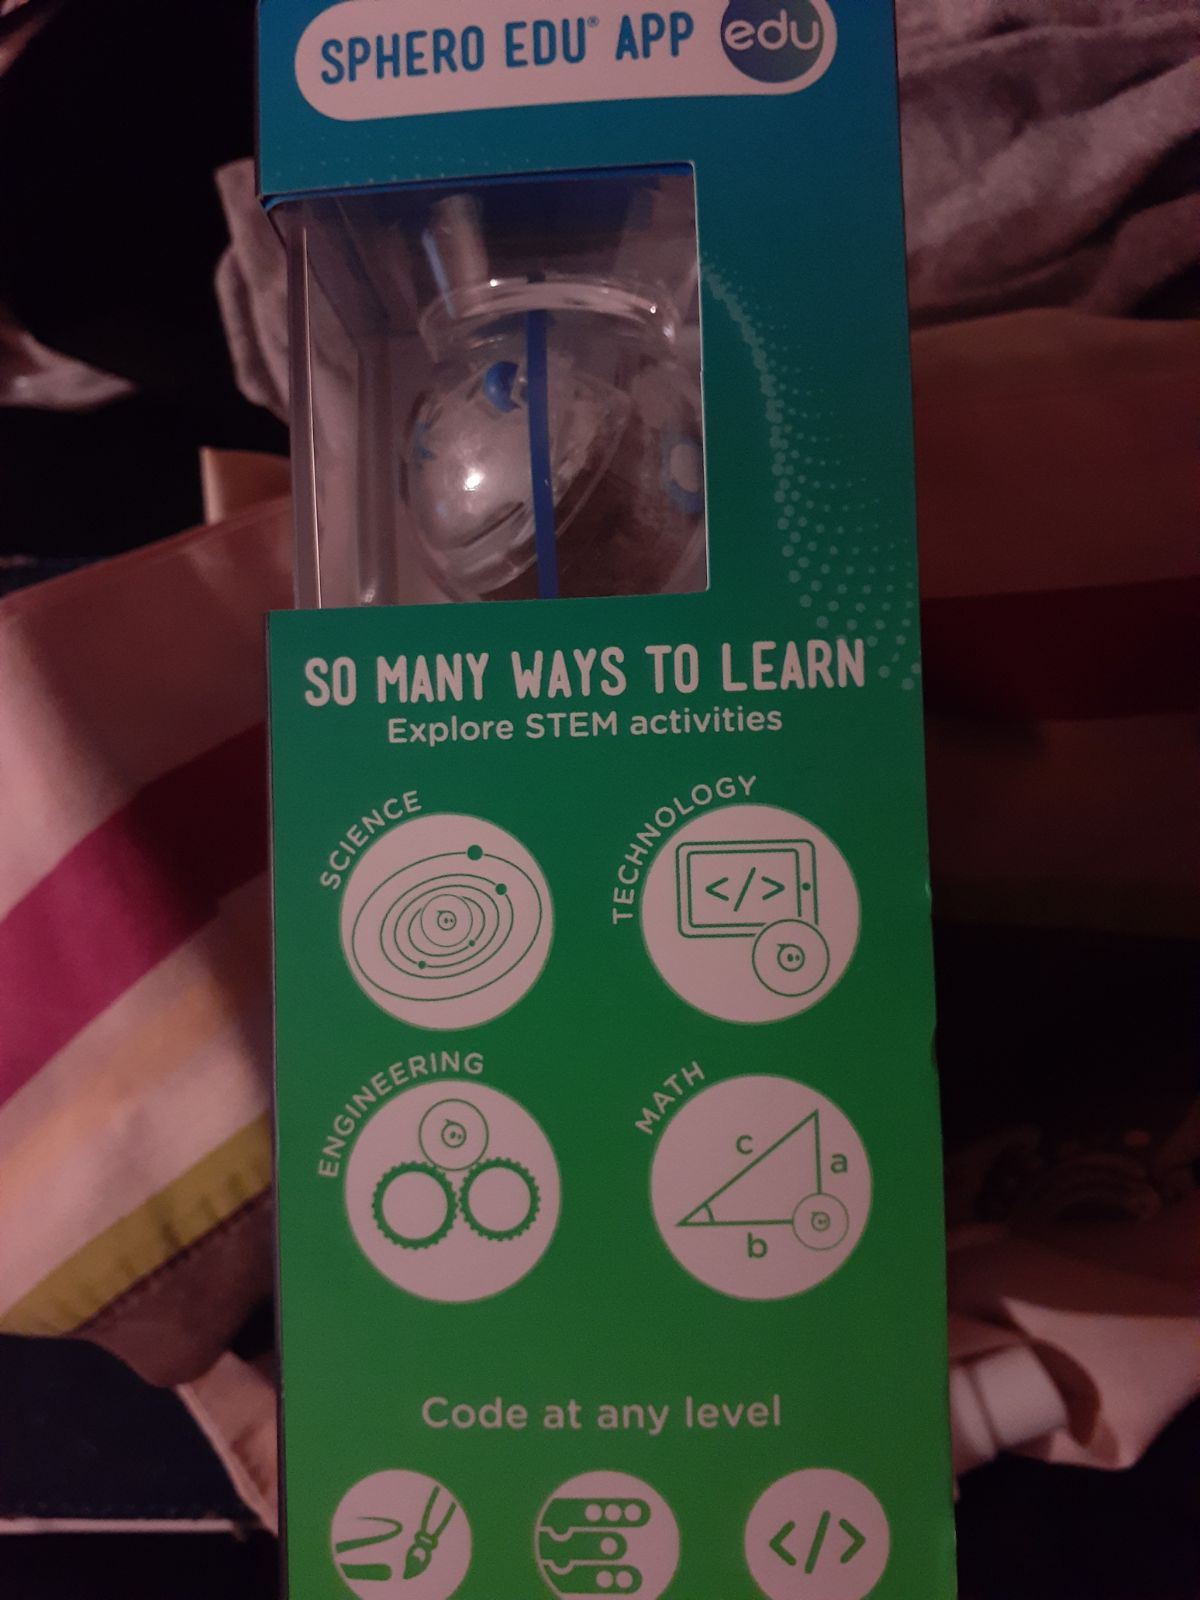 SPHERO EDU® APP edu
SO MANY WAYS TO LEARN
Explore STEM activities
SCIENCE
TECHNOLOGY
</>
ENGINEERING
MATH
c
a
b
Code at any level
</>